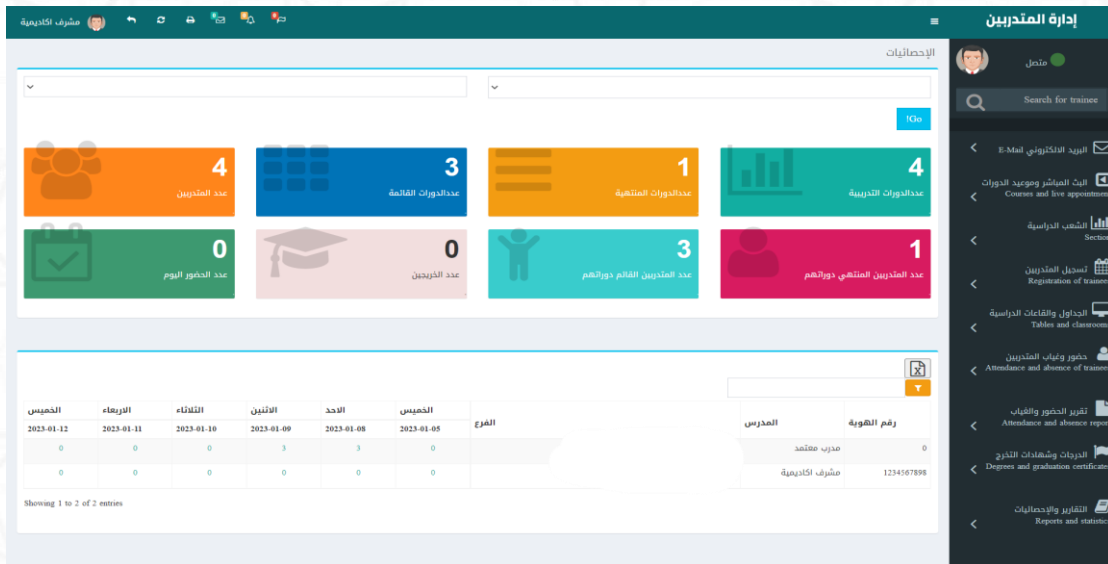 إدارة المتدربين
مشرف اكاديمية
متصل
Search for trainee
البريد الالكتروني E-Mail
البث المباشر وموعيد الدورات
Courses and live appointmen
الشعب الدراسية
Section
تسجيل المتدربين
Registration of trainee
الجداول والقاعات الدراسية
Tables and classroom
حضور وغياب المتدربين
Attendance and absence of trainee
تقرير الحضور والغياب
Attendance and absence repor
الدرجات وشهادات التخرج
Degrees and graduation certificate
التقارير والإحصائيات
Reports and statistic
الإحصائيات
!Go
4
عددالدورات التدريبية
1
عددالدورات المنتهية
3
عددالدورات القائمة
4
عدد المتدربين
1
عدد المتدربين المنتهي دوراتهم
3
عدد المتدربين القائم دوراتهم
0
عدد الخريجين
0
عدد الحضور اليوم
رقم الهوية المدرس الفرع الخميس الاحد الاثنين الثلاثاء الاربعاء الخميس
2023-01-05 2023-01-08 2023-01-09 2023-01-10 2023-01-11 2023-01-12
0 مدرب معتمد 0 3 3 0 0 0
1234567898 مشرف اكاديمية 0 0 0 0 0 0
Showing 1 to 2 of 2 entries